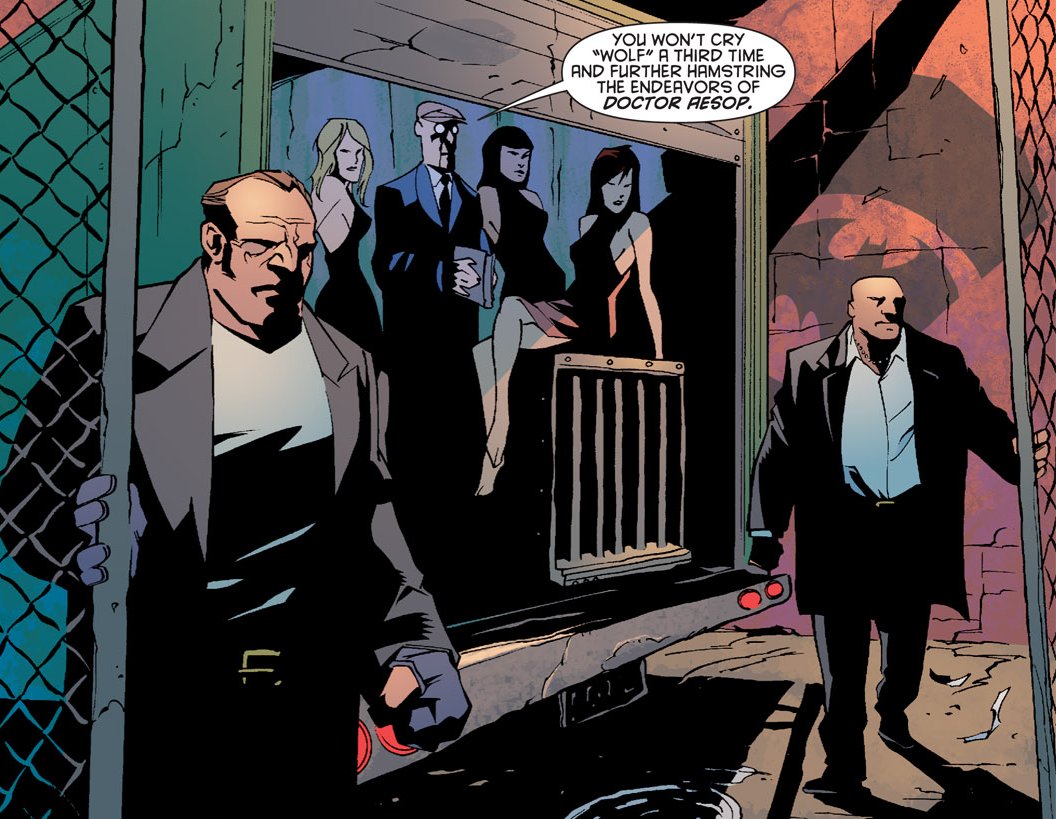 YOU WON'T CRY
"WOLF" A THIRD TIME
AND FURTHER HAMSTRING
THE ENDEAVORS OF
DOCTOR AESOP.